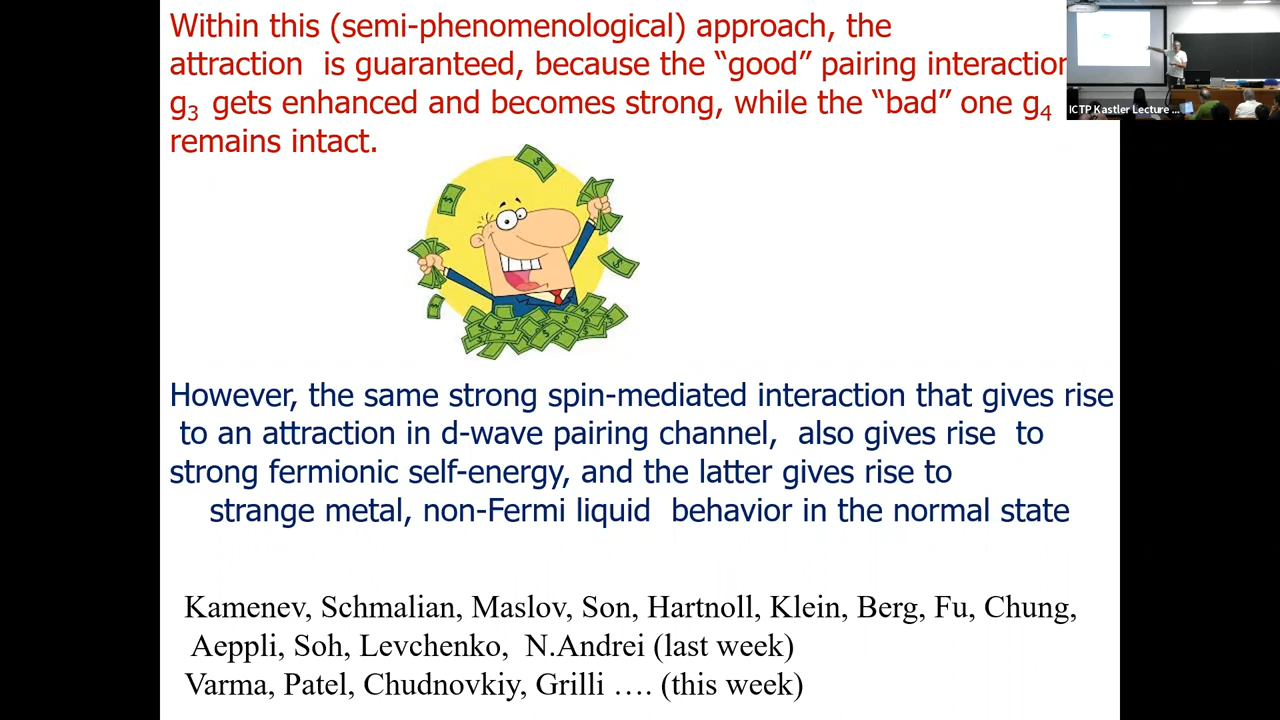 Within this (semi-phenomenological) approach, the
attraction is guaranteed, because the “good” pairing interaction
g₃ gets enhanced and becomes strong, while the “bad” one g₄
remains intact.
ICTP Kastler Lecture ...
However, the same strong spin-mediated interaction that gives rise
to an attraction in d-wave pairing channel, also gives rise to
strong fermionic self-energy, and the latter gives rise to
strange metal, non-Fermi liquid behavior in the normal state
Kamenev, Schmalian, Maslov, Son, Hartnoll, Klein, Berg, Fu, Chung,
Aeppli, Soh, Levchenko, N.Andrei (last week)
Varma, Patel, Chudnovkiy, Grilli .... (this week)